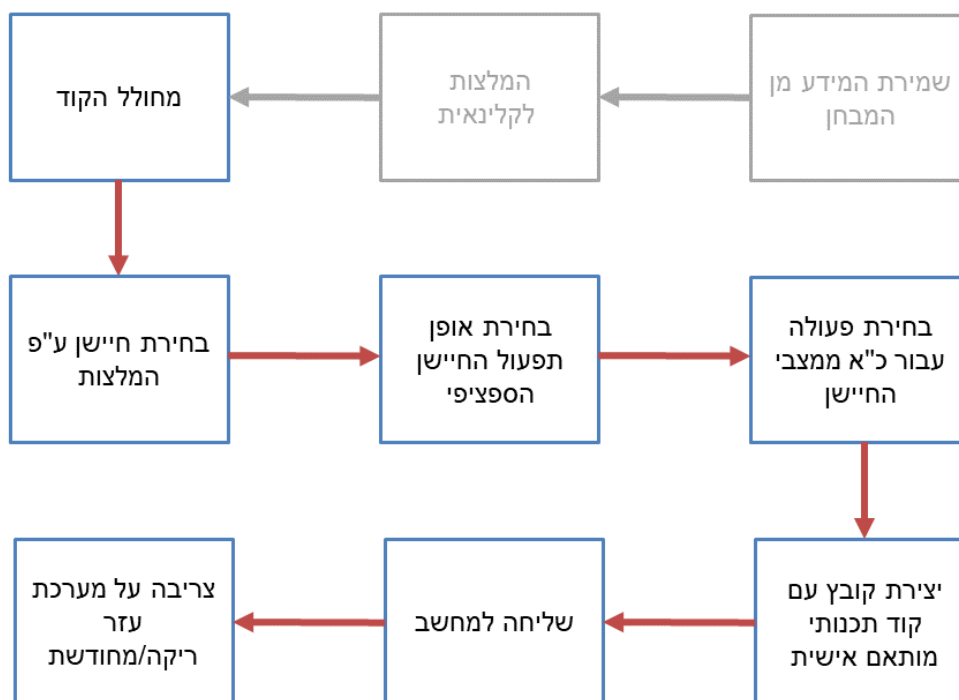 שמירת המידע מן
המבחן
המלצות
לקלינאית
מחולל הקוד
בחירת חיישן ע"פ
המלצות
בחירת אופן
תפעול החיישן
הספציפי
בחירת פעולה
עבור כ"א ממצבי
החיישן
יצירת קובץ עם
קוד תכנותי
מותאם אישית
שליחה למחשב
צריבה על מערכת
עזר
ריקה/מחודשת